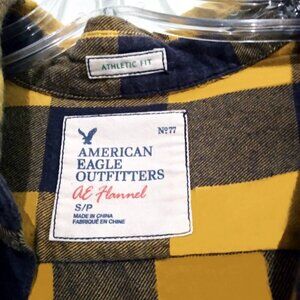 ATHLETIC FIT
Nº77
AMERICAN
EAGLE
OUTFITTERS
AE Flannel
S/P
MADE IN CHINA
FABRIQUÉ EN CHINE